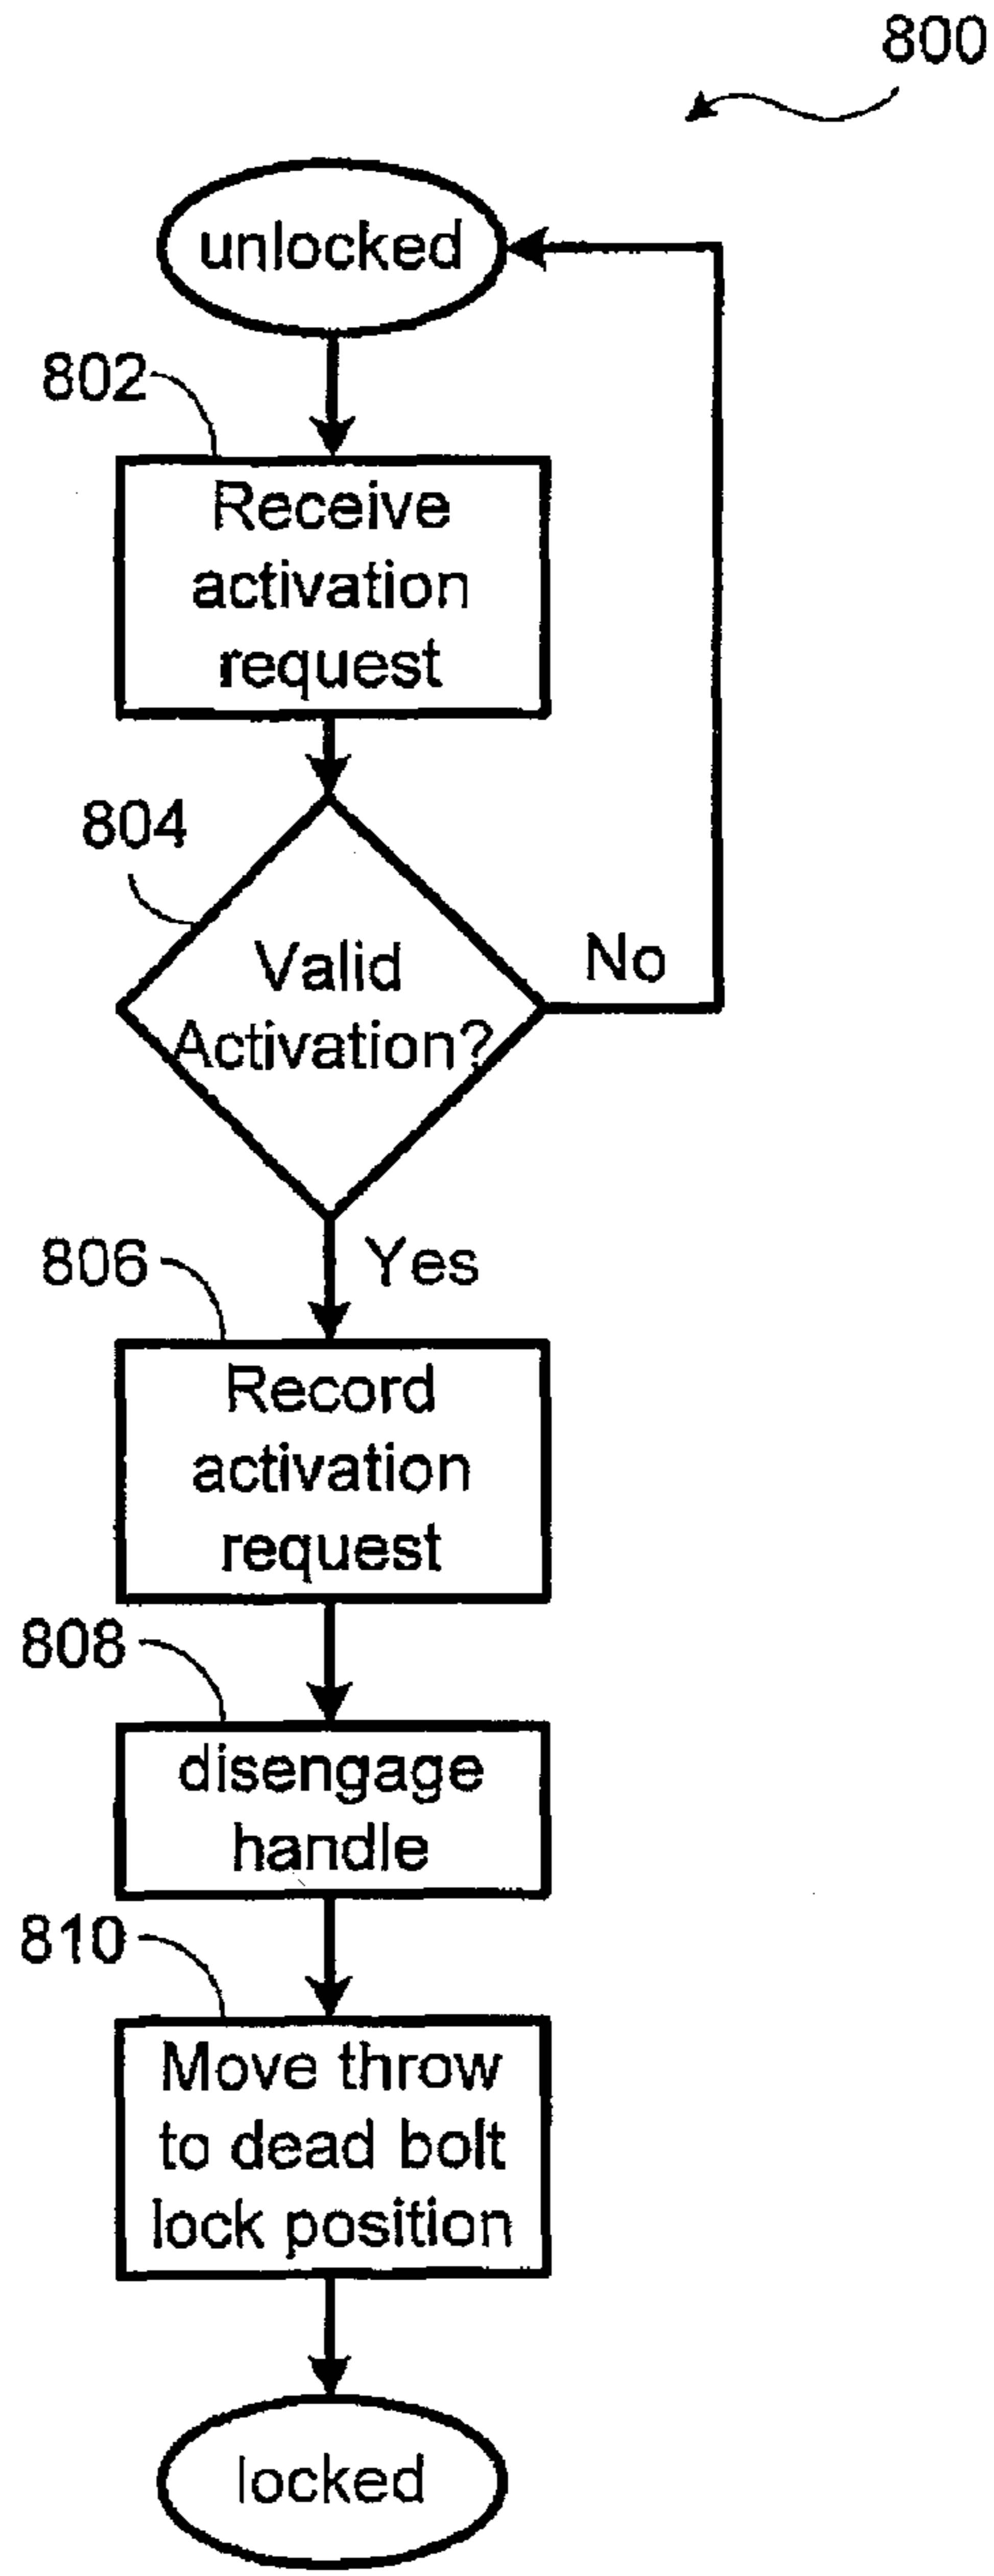 800
unlocked
802
Receive
activation
request
804
Valid
Activation?
No
Yes
806
Record
activation
request
808
disengage
handle
810
Move throw
to dead bolt
lock position
locked